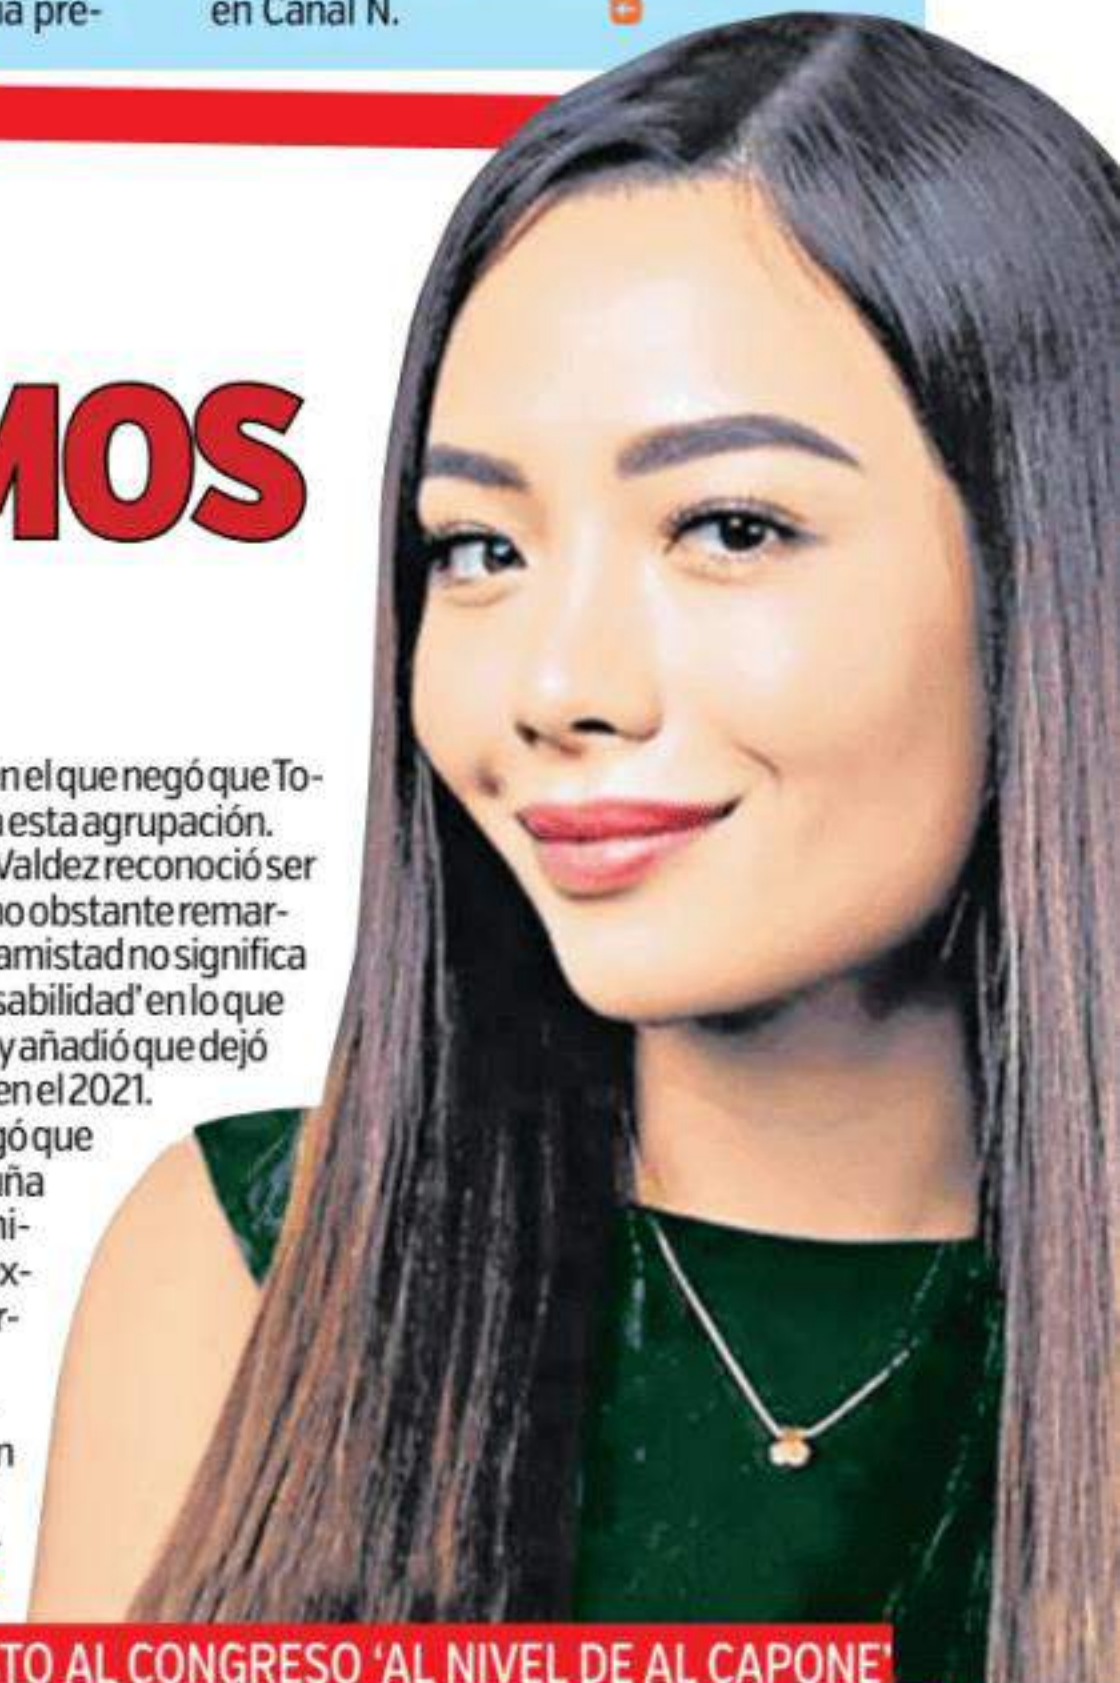 ua pre-
en Canal N.
MOS
n el que negó que To-
a esta agrupación.
Valdez reconoció ser
no obstante remar-
amistad no significa
sabilidad' en lo que
y añadió que dejó
en el 2021.
gó que
aña
ni-
x-
r-
n
TO AL CONGRESO 'AL NIVEL DE AL CAPONE'